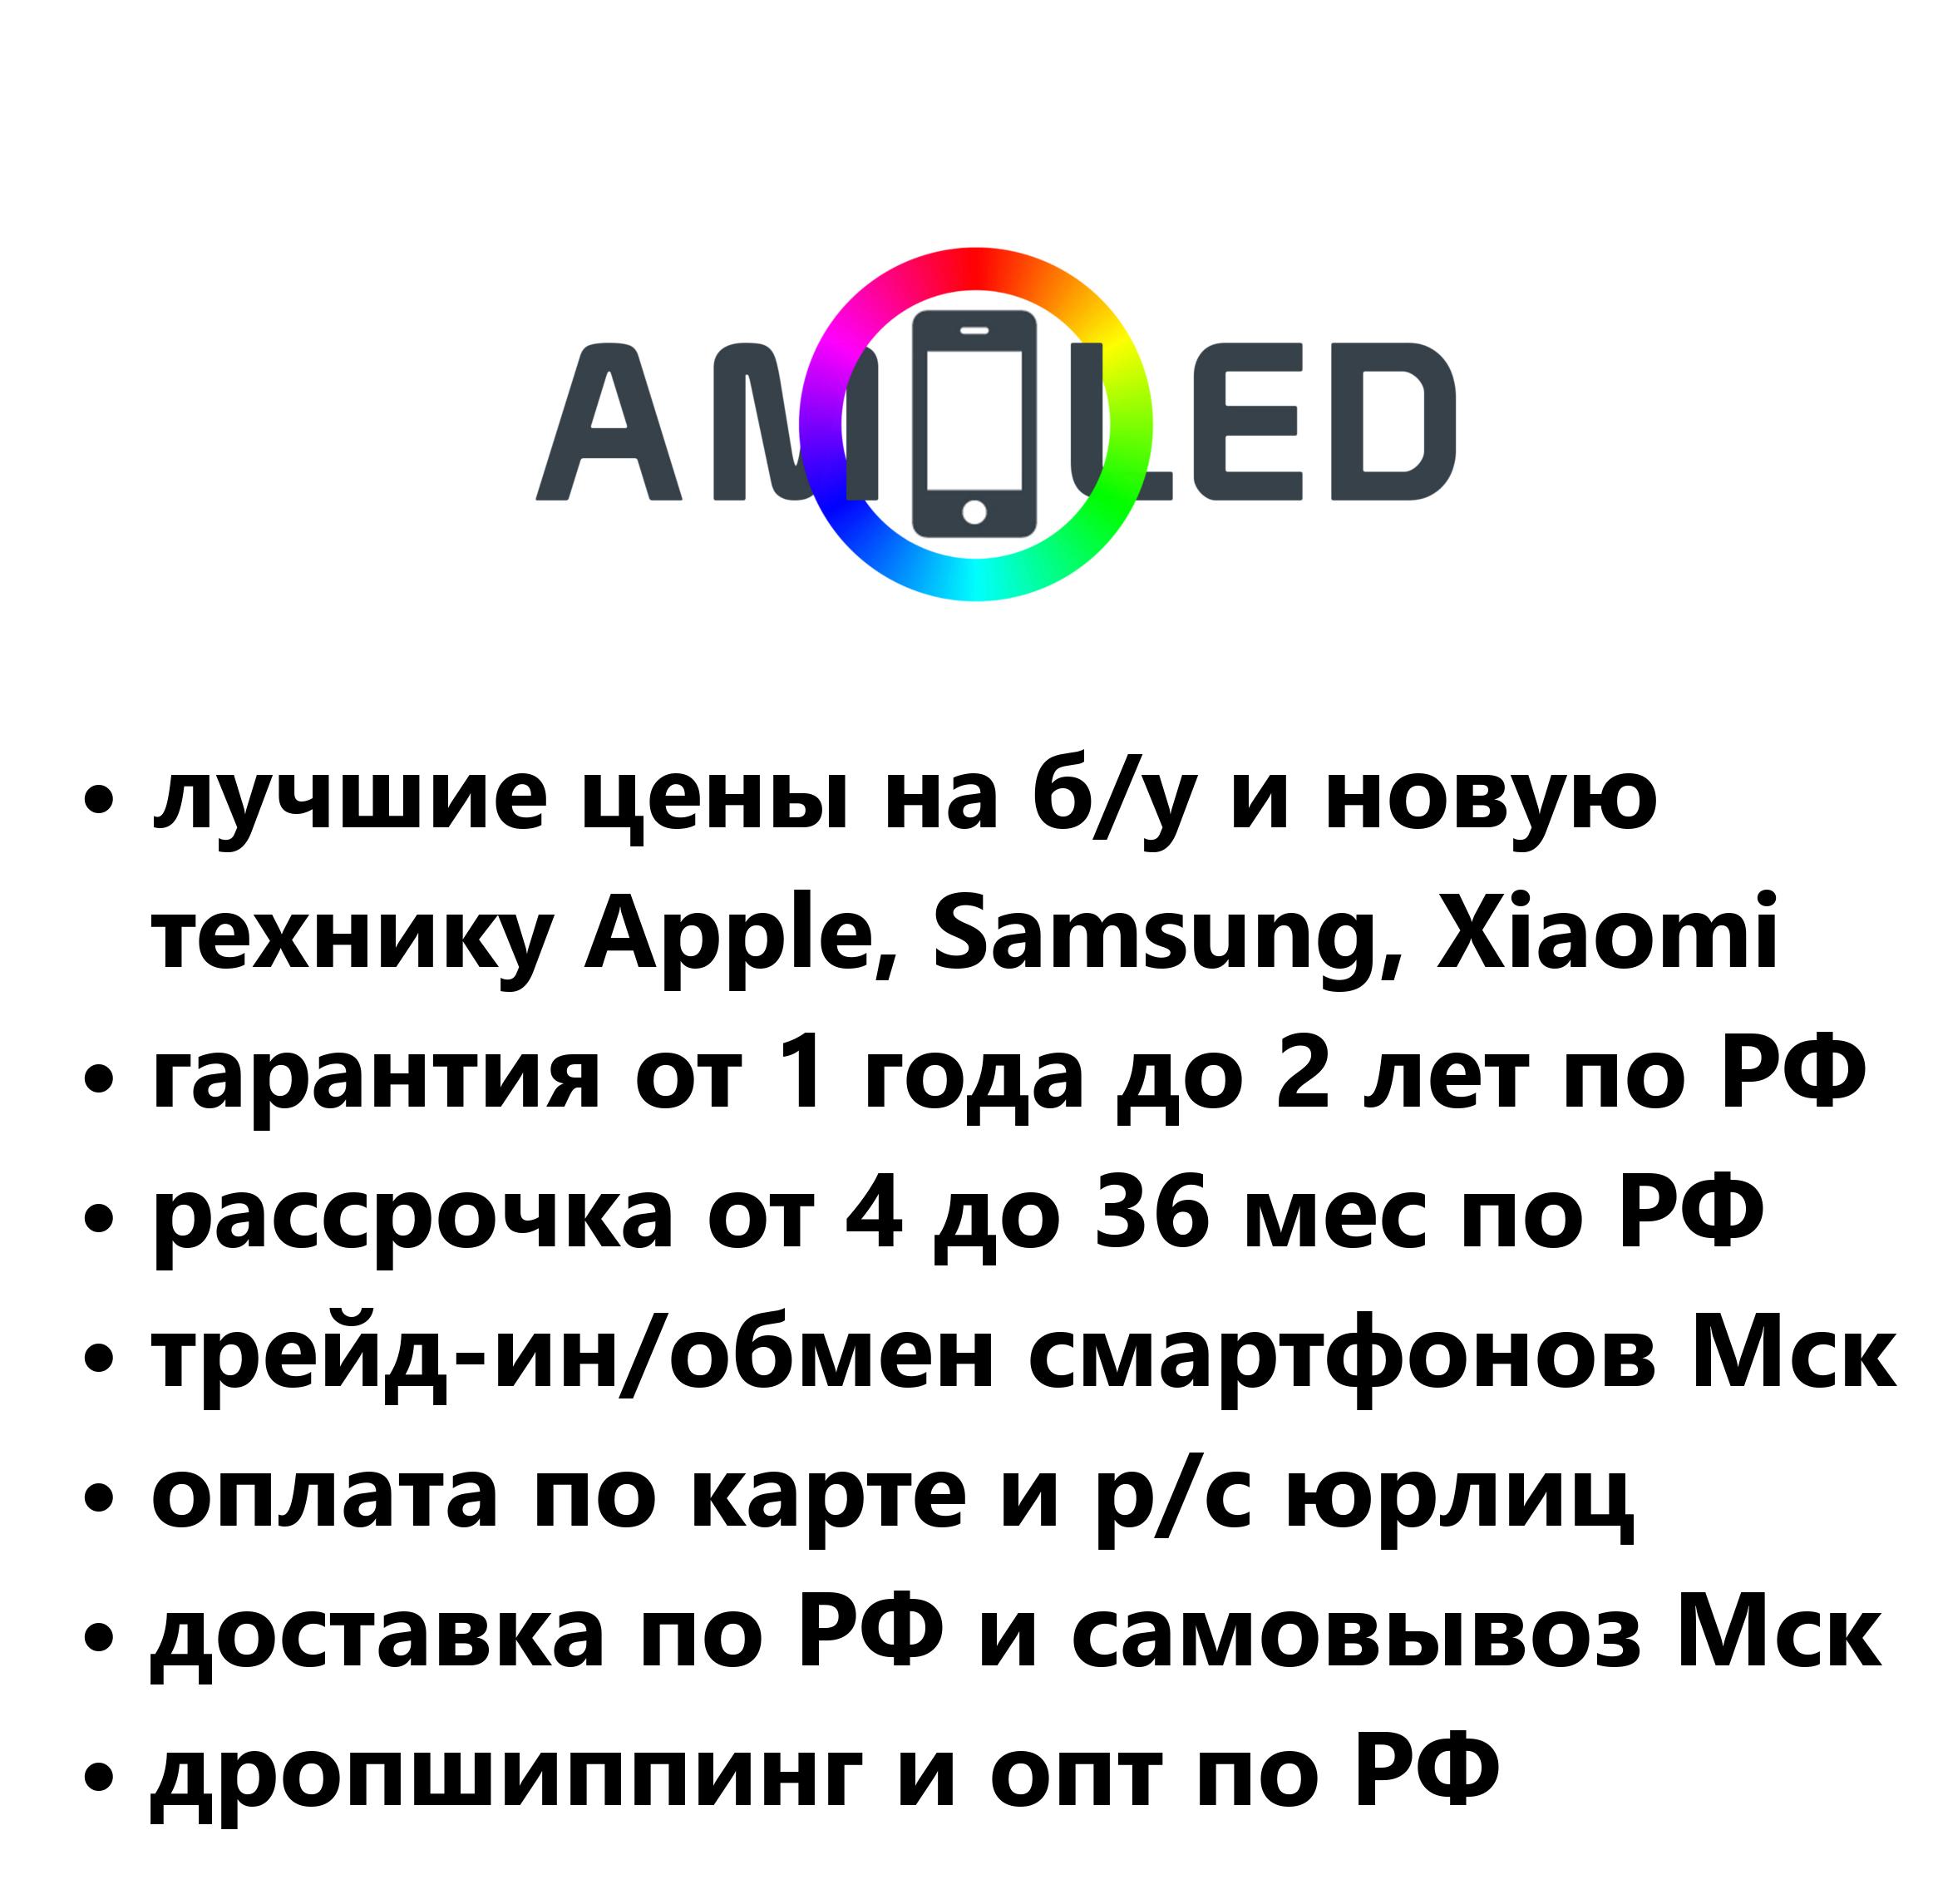 AMOLED
• лучшие цены на б/у и новую
технику Apple, Samsung, Xiaomi
• гарантия от 1 года до 2 лет по РФ
• рассрочка от 4 до 36 мес по РФ
• трейд-ин/обмен смартфонов Мск
• оплата по карте и р/с юрлиц
• доставка по РФ и самовывоз Мск
• дропшиппинг и опт по РФ